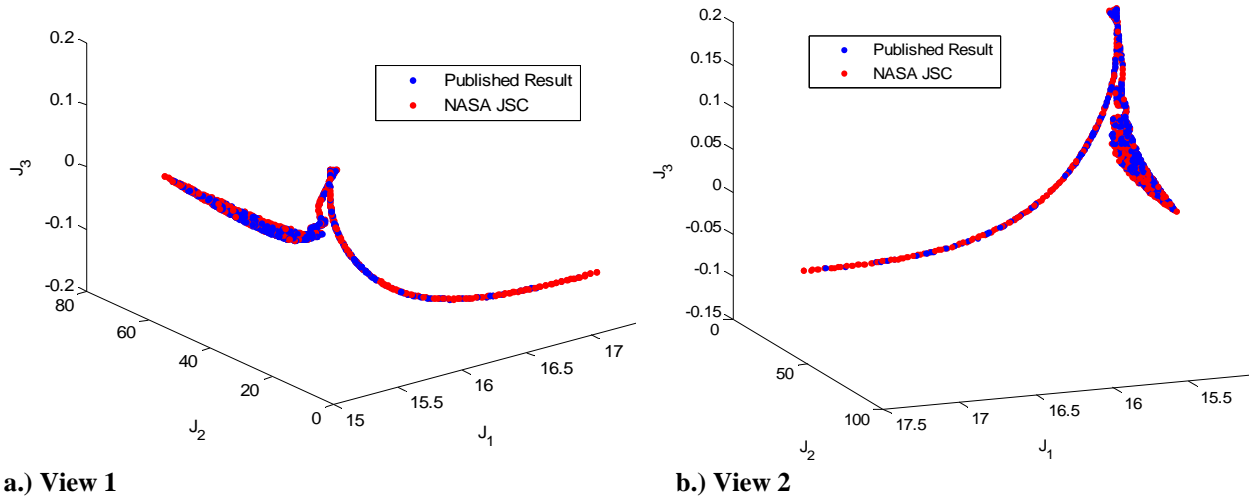 0.2
0.1
0
-0.1
-0.2
J3
80
60
40
20
0
J2
15
15.5
16
16.5
17
J1
Published Result
NASA JSC
a.) View 1
0.2
0.15
0.1
0.05
0
-0.05
-0.1
-0.15
J3
0
50
100
J2
17.5
17
16.5
16
15.5
J1
Published Result
NASA JSC
b.) View 2